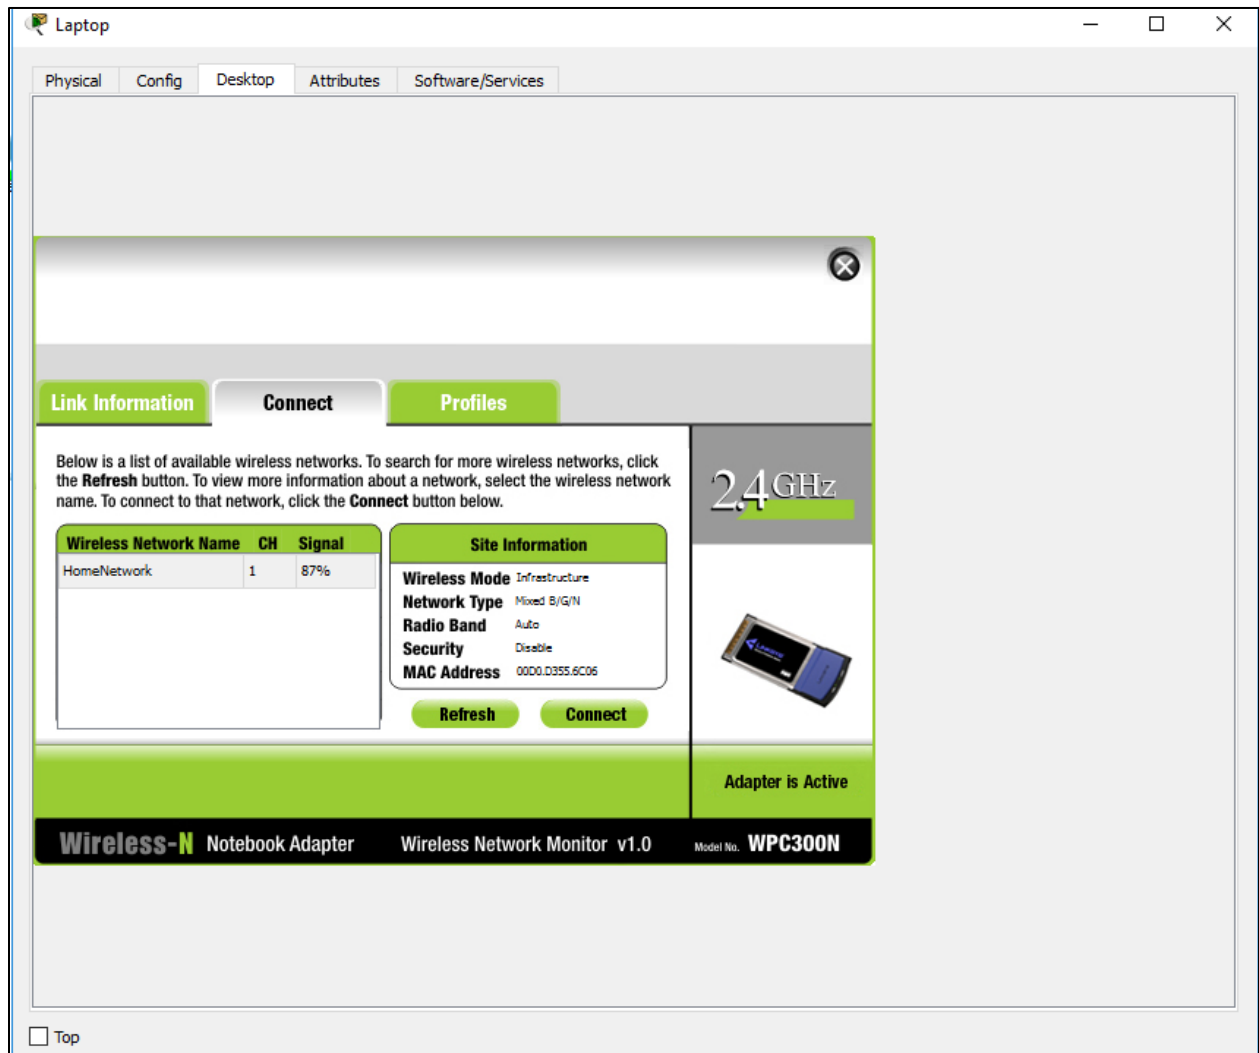 Laptop
Physical Config Desktop Attributes Software/Services
Link Information Connect Profiles
Below is a list of available wireless networks. To search for more wireless networks, click
the Refresh button. To view more information about a network, select the wireless network
name. To connect to that network, click the Connect button below.
2.4GHz
Wireless Network Name CH Signal
HomeNetwork 1 87%
Site Information
Wireless Mode Infrastructure
Network Type Mixed B/G/N
Radio Band Auto
Security Disable
MAC Address 00D0.D355.6C06
Refresh Connect
Adapter is Active
Wireless-N Notebook Adapter Wireless Network Monitor v1.0 Model No. WPC300N
Top